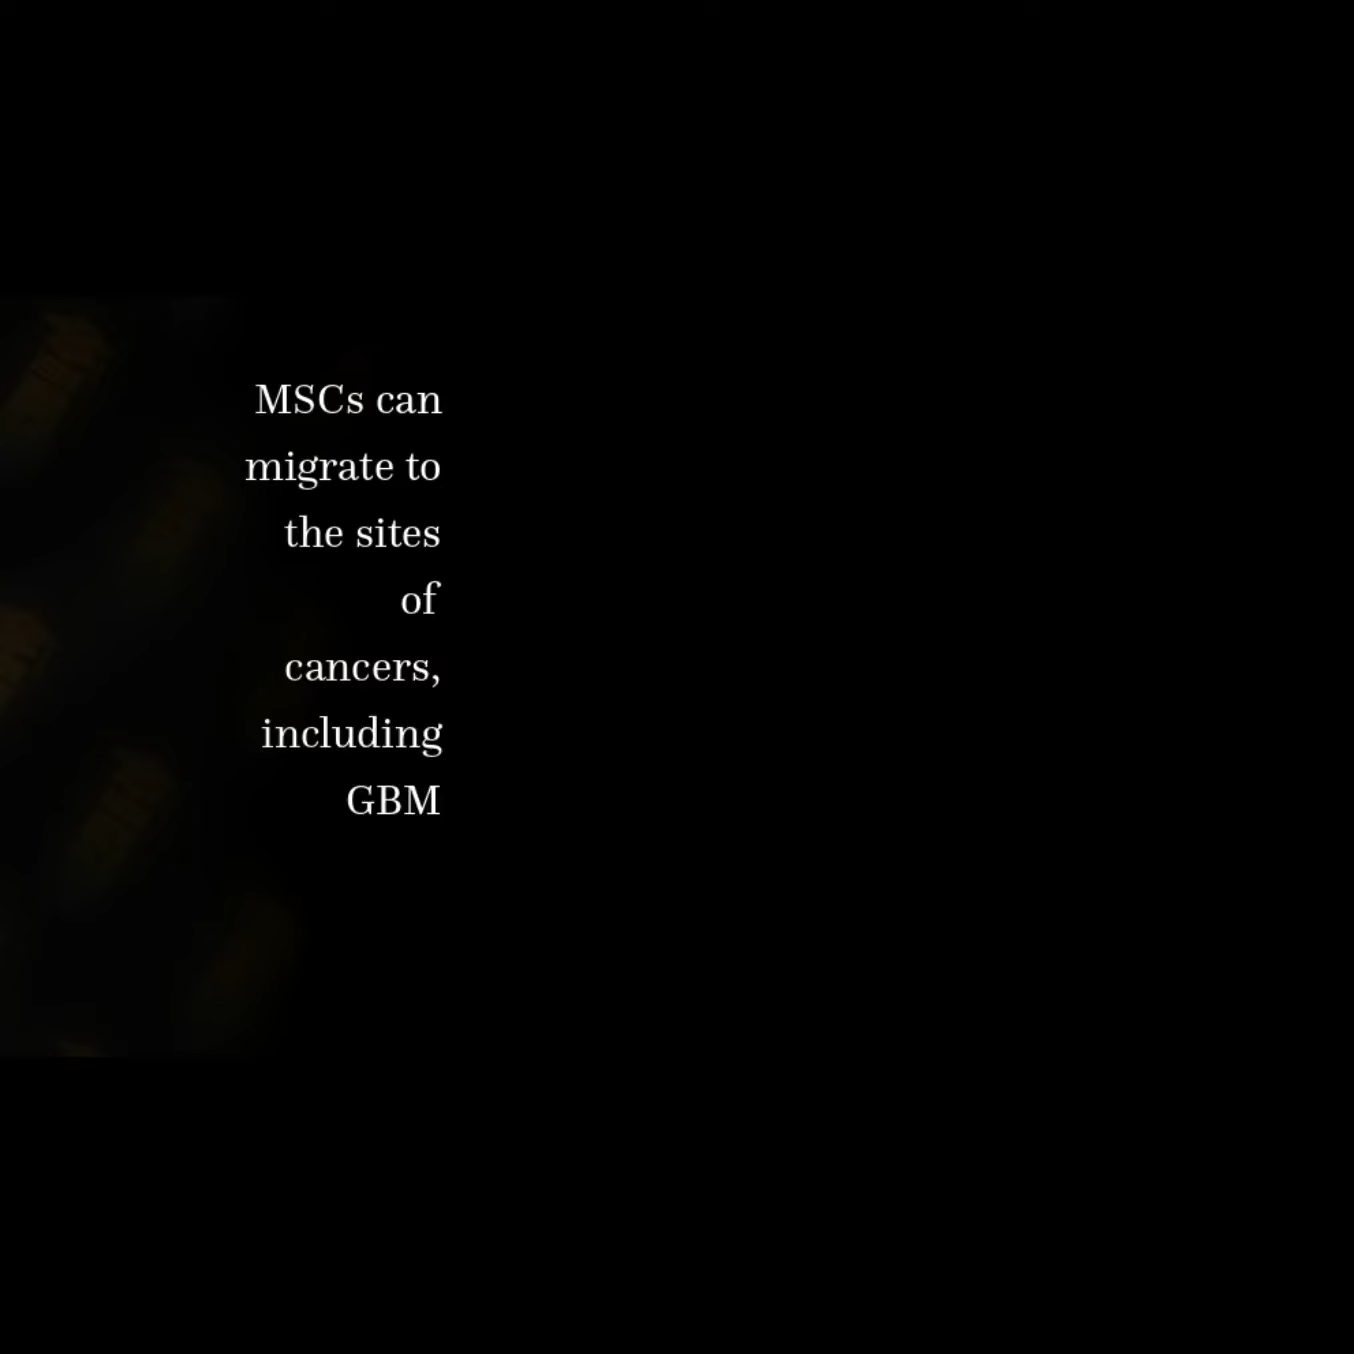 MSCs can
migrate to
the sites
of
cancers,
including
GBM